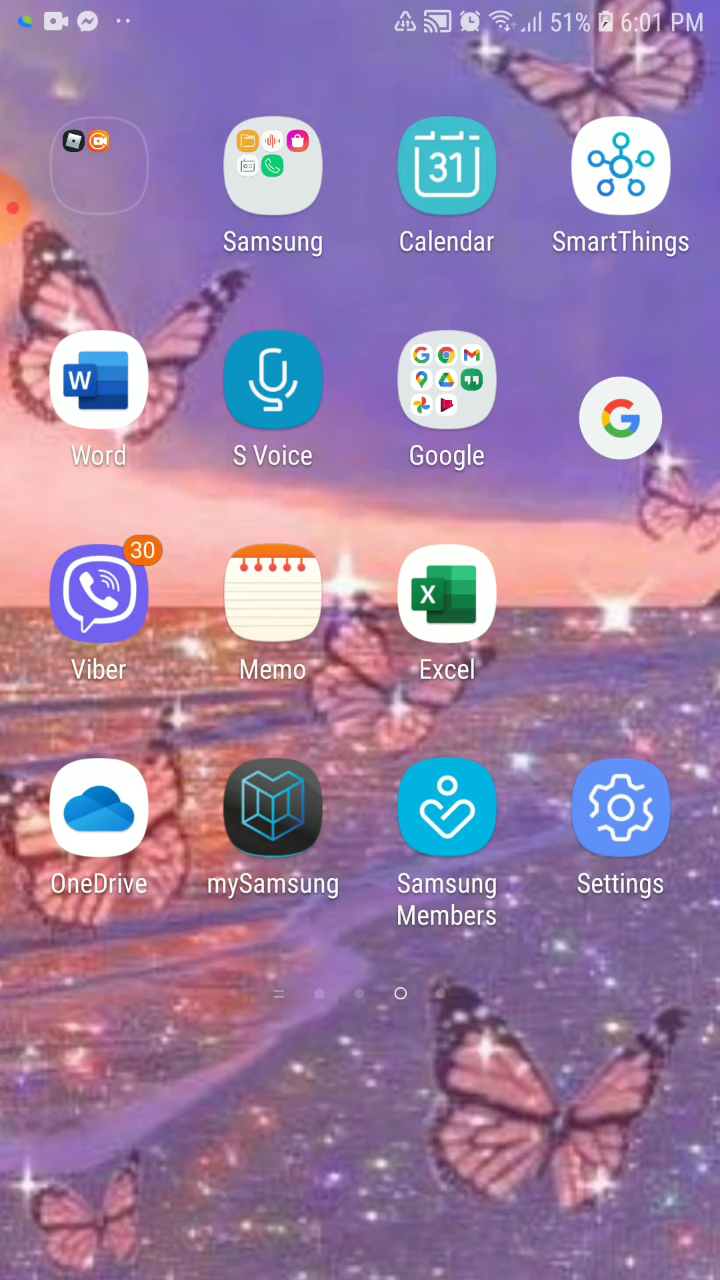 51% 6:01 PM
31
Samsung Calendar SmartThings
W
Word S Voice Google
G
30
X
Viber Memo Excel
OneDrive mySamsung Samsung Members Settings